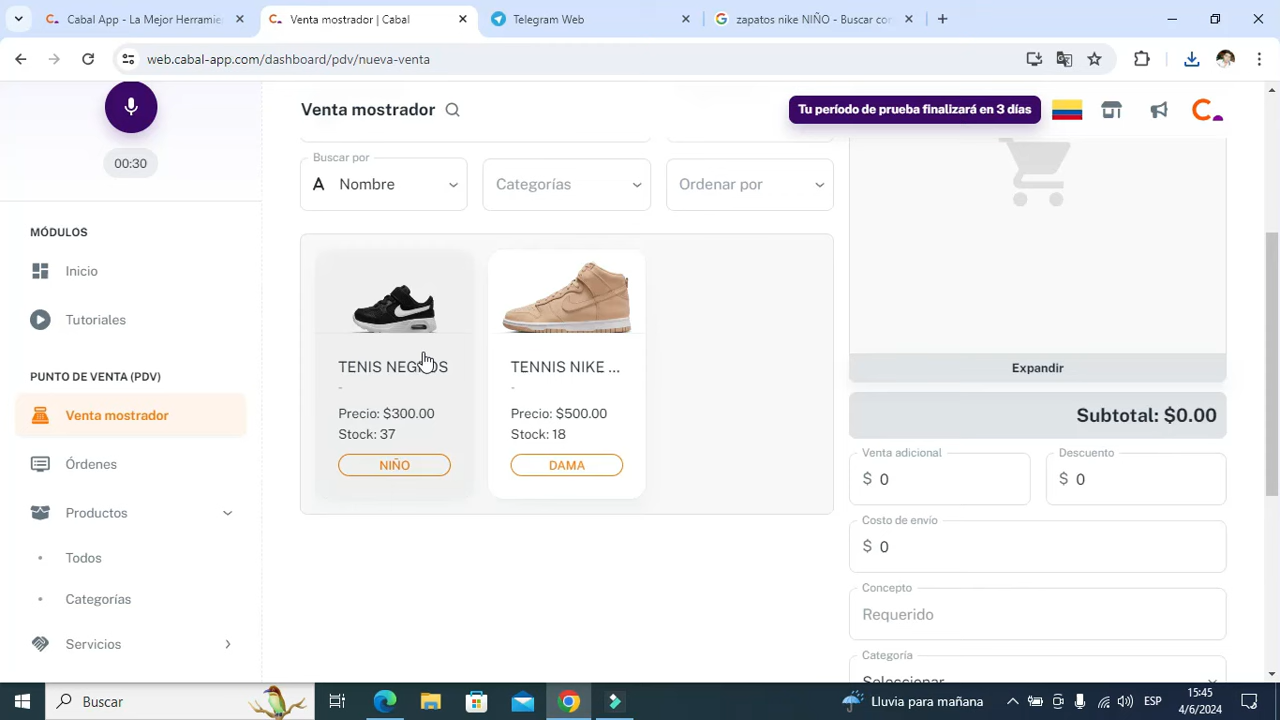 Cabal App - La Mejor Herramie
Venta mostrador | Cabal
Telegram Web
zapatos nike NIÑO - Buscar co
web.cabal-app.com/dashboard/pdv/nueva-venta
00:30
MÓDULOS
Inicio
Tutoriales
PUNTO DE VENTA (PDV)
Venta mostrador
Órdenes
Productos
Todos
Categorías
Servicios
Venta mostrador
Tu período de prueba finalizará en 3 días
C.
Buscar por
A Nombre
Categorías
Ordenar por
TENIS NEGROS
-
Precio: $300.00
Stock: 37
NIÑO
TENNIS NIKE ...
-
Precio: $500.00
Stock: 18
DAMA
Expandir
Subtotal: $0.00
Venta adicional
$ 0
Descuento
$ 0
Costo de envío
$ 0
Concepto
Requerido
Categoría
Seleccionar
Buscar
Lluvia para mañana
ESP
15:45
4/6/2024